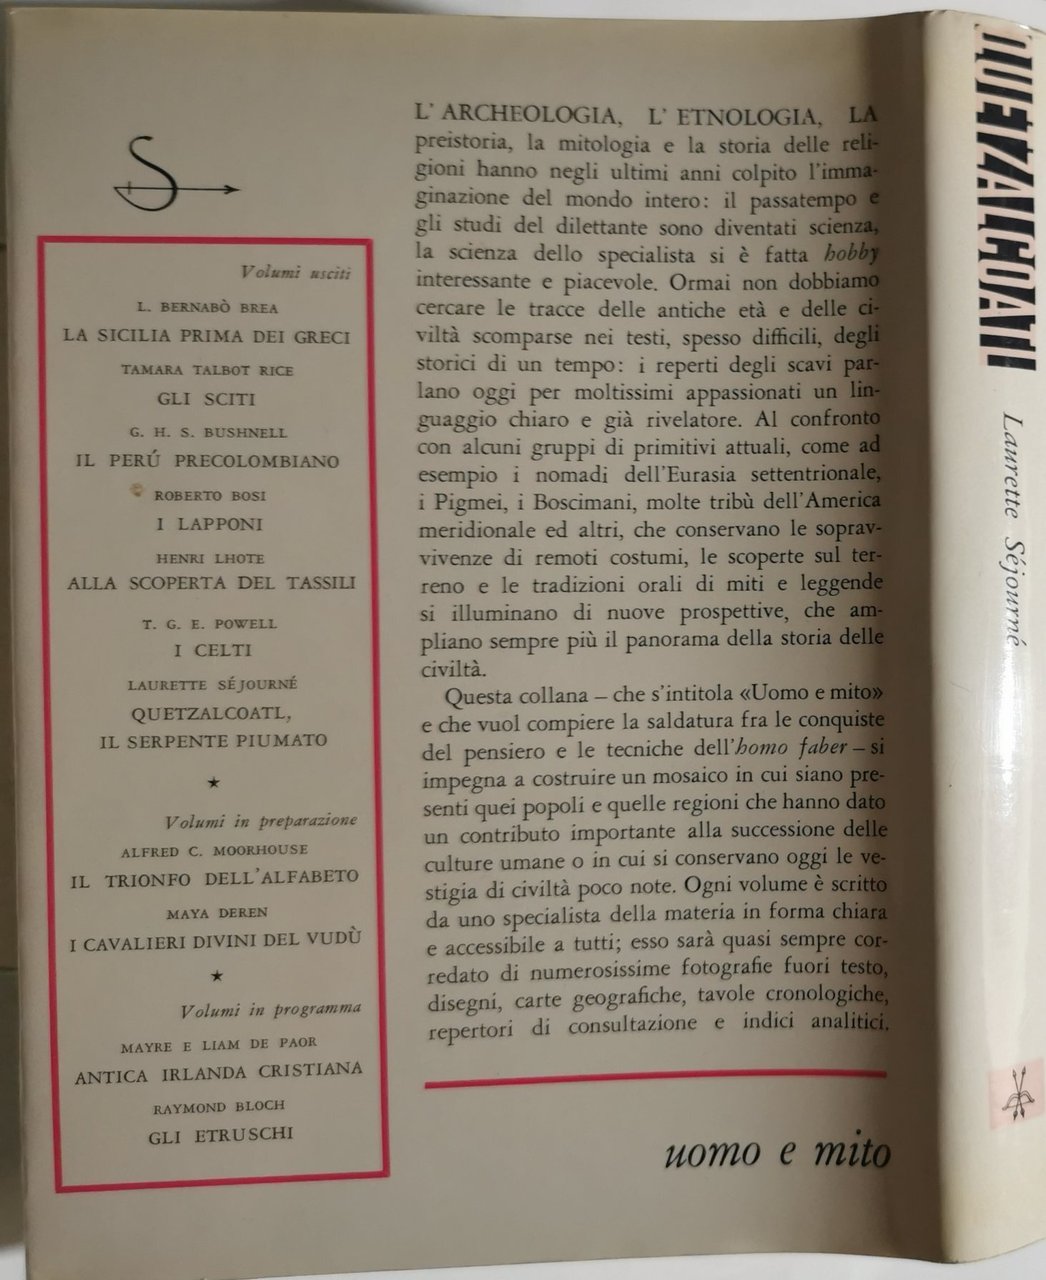 Volumi usciti
L. BERNABÒ BREA
LA SICILIA PRIMA DEI GRECI
TAMARA TALBOT RICE
GLI SCITI
G. H. S. BUSHNELL
IL PERÚ PRECOLOMBIANO
ROBERTO BOSI
I LAPPONI
HENRI LHOTE
ALLA SCOPERTA DEL TASSILI
T. G. E. POWELL
I CELTI
LAURETTE SÉJOURNÉ
QUETZALCOATL,
IL SERPENTE PIUMATO
★
Volumi in preparazione
ALFRED C. MOORHOUSE
IL TRIONFO DELL'ALFABETO
MAYA DEREN
I CAVALIERI DIVINI DEL VUDÙ
★
Volumi in programma
MAYRE E LIAM DE PAOR
ANTICA IRLANDA CRISTIANA
RAYMOND BLOCH
GLI ETRUSCHI
L'ARCHEOLOGIA, L'ETNOLOGIA, LA
preistoria, la mitologia e la storia delle reli-
gioni hanno negli ultimi anni colpito l'imma-
ginazione del mondo intero: il passatempo e
gli studi del dilettante sono diventati scienza,
la scienza dello specialista si è fatta hobby
interessante e piacevole. Ormai non dobbiamo
cercare le tracce delle antiche età e delle ci-
viltà scomparse nei testi, spesso difficili, degli
storici di un tempo: i reperti degli scavi par-
lano oggi per moltissimi appassionati un lin-
guaggio chiaro e già rivelatore. Al confronto
con alcuni gruppi di primitivi attuali, come ad
esempio i nomadi dell'Eurasia settentrionale,
i Pigmei, i Boscimani, molte tribù dell'America
meridionale ed altri, che conservano le soprav-
vivenze di remoti costumi, le scoperte sul ter-
reno e le tradizioni orali di miti e leggende
si illuminano di nuove prospettive, che am-
pliano sempre più il panorama della storia delle
civiltà.
Questa collana – che s'intitola «Uomo e mito»
e che vuol compiere la saldatura fra le conquiste
del pensiero e le tecniche dell'homo faber – si
impegna a costruire un mosaico in cui siano pre-
senti quei popoli e quelle regioni che hanno dato
un contributo importante alla successione delle
culture umane o in cui si conservano oggi le ve-
stigia di civiltà poco note. Ogni volume è scritto
da uno specialista della materia in forma chiara
e accessibile a tutti; esso sarà quasi sempre cor-
redato di numerosissime fotografie fuori testo,
disegni, carte geografiche, tavole cronologiche,
repertori di consultazione e indici analitici.
uomo e mito
QUETZALCOATL
Laurette Séjourné